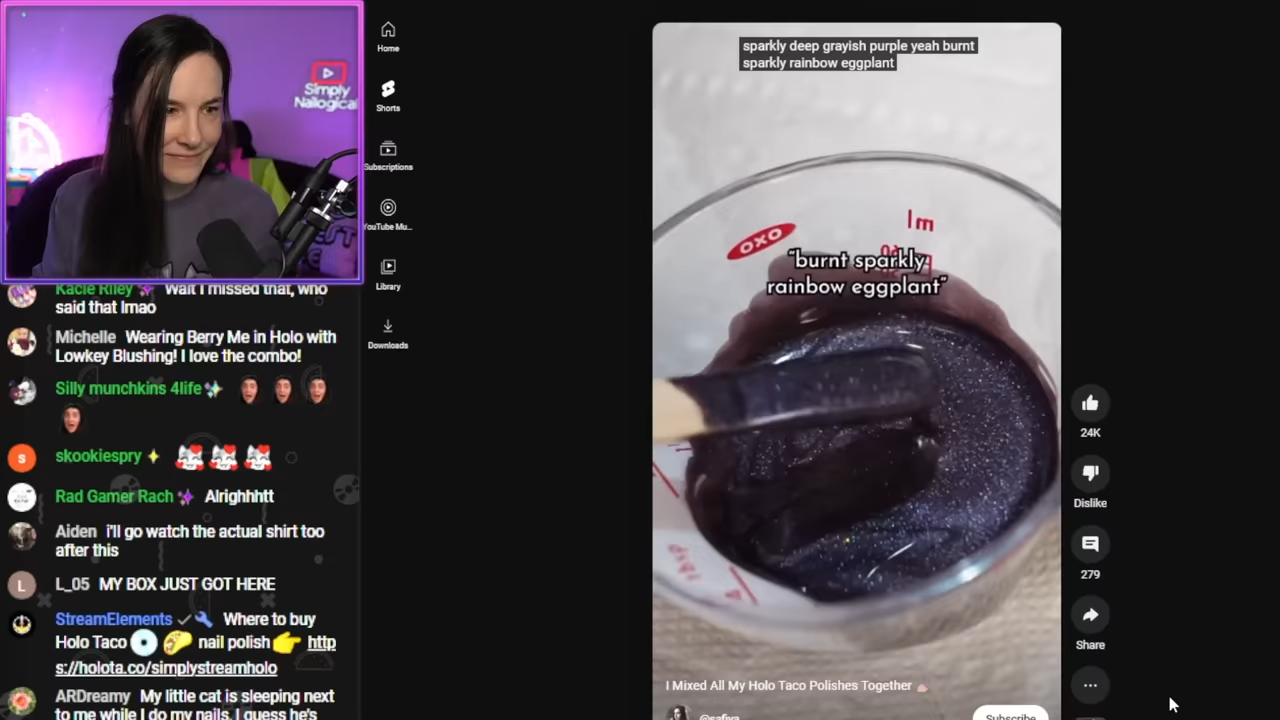 Simply
Nailogical
Kacie Riley Wait I missed that, who
said that lmao
Michelle Wearing Berry Me in Holo with
Lowkey Blushing! I love the combo!
Silly munchkins 4life
s skookiespry
Rad Gamer Rach Alrighhhtt
Aiden i'll go watch the actual shirt too
after this
L L_05 MY BOX JUST GOT HERE
StreamElements Where to buy
Holo Taco nail polish http
s://holota.co/simplystreamholo
ARDreamy My little cat is sleeping next
to me while I do my nails. I guess he's
Home
Shorts
Subscriptions
YouTube Mu...
Library
Downloads
sparkly deep grayish purple yeah burnt
sparkly rainbow eggplant
OXO
"burnt sparkly
rainbow eggplant"
I Mixed All My Holo Taco Polishes Together
@safiya
Subscribe
24K
Dislike
279
Share